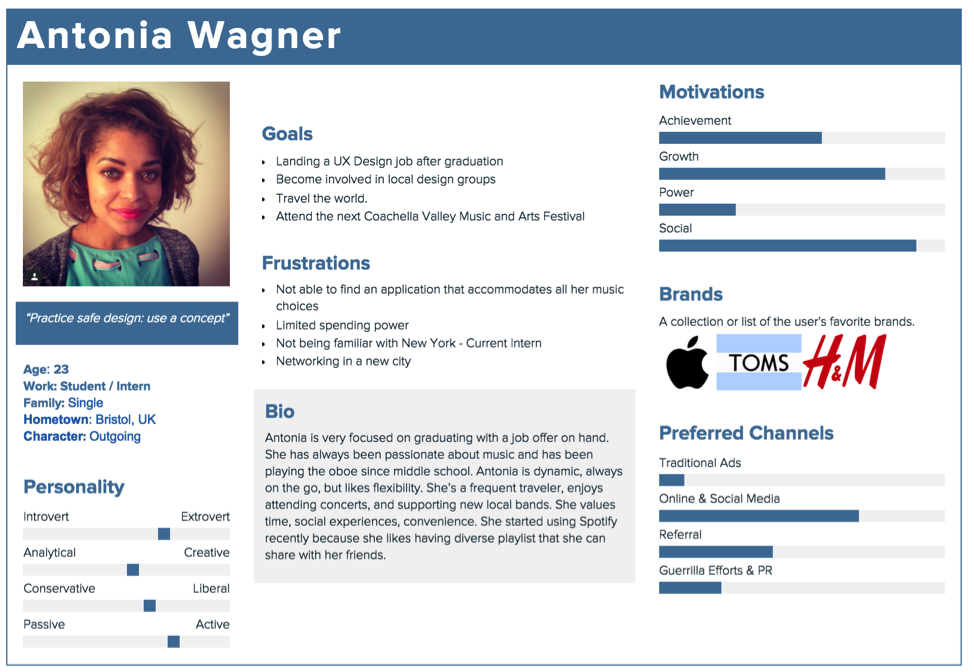 Antonia Wagner
"Practice safe design: use a concept"
Age: 23
Work: Student / Intern
Family: Single
Hometown: Bristol, UK
Character: Outgoing
Personality
Introvert Extrovert
Analytical Creative
Conservative Liberal
Passive Active
Goals
Landing a UX Design job after graduation
Become involved in local design groups
Travel the world.
Attend the next Coachella Valley Music and Arts Festival
Frustrations
Not able to find an application that accommodates all her music
choices
Limited spending power
Not being familiar with New York - Current Intern
Networking in a new city
Bio
Antonia is very focused on graduating with a job offer on hand.
She has always been passionate about music and has been
playing the oboe since middle school. Antonia is dynamic, always
on the go, but likes flexibility. She's a frequent traveler, enjoys
attending concerts, and supporting new local bands. She values
time, social experiences, convenience. She started using Spotify
recently because she likes having diverse playlist that she can
share with her friends.
Motivations
Achievement
Growth
Power
Social
Brands
A collection or list of the user's favorite brands.
TOMS H&M
Preferred Channels
Traditional Ads
Online & Social Media
Referral
Guerrilla Efforts & PR